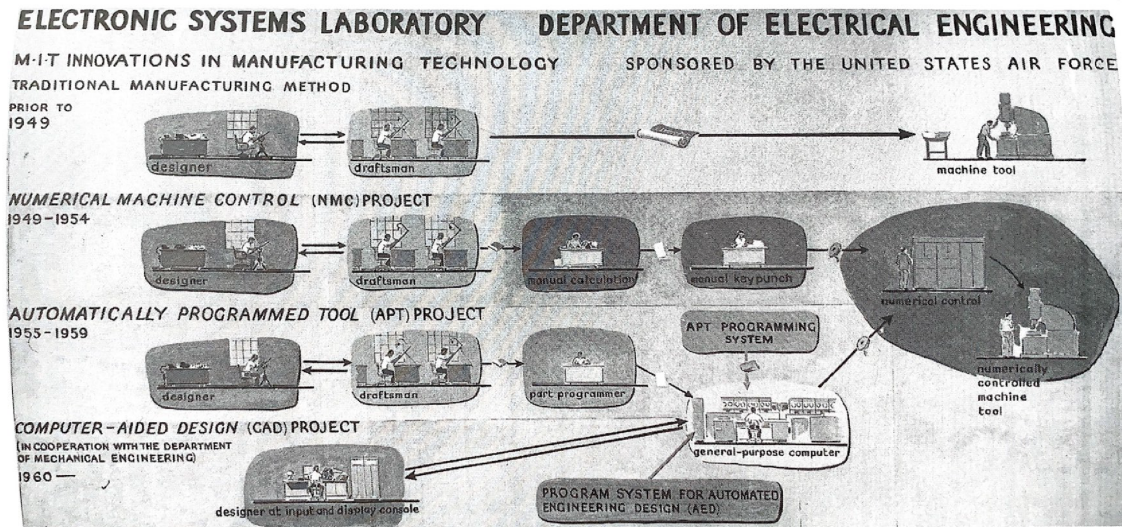 ELECTRONIC SYSTEMS LABORATORY DEPARTMENT OF ELECTRICAL ENGINEERING
M·I·T INNOVATIONS IN MANUFACTURING TECHNOLOGY SPONSORED BY THE UNITED STATES AIR FORCE
TRADITIONAL MANUFACTURING METHOD
PRIOR TO
1949
designer
draftsman
machine tool
NUMERICAL MACHINE CONTROL (NMC) PROJECT
1949-1954
designer
draftsman
manual calculation
manual keypunch
numerical control
numerically
controlled machine
tool
AUTOMATICALLY PROGRAMMED TOOL (APT) PROJECT
1955-1959
designer
draftsman
part programmer
APT PROGRAMMING
SYSTEM
general-purpose computer
COMPUTER-AIDED DESIGN (CAD) PROJECT
(IN COOPERATION WITH THE DEPARTMENT
OF MECHANICAL ENGINEERING)
1960—
designer at input and display console
PROGRAM SYSTEM FOR AUTOMATED
ENGINEERING DESIGN (AED)